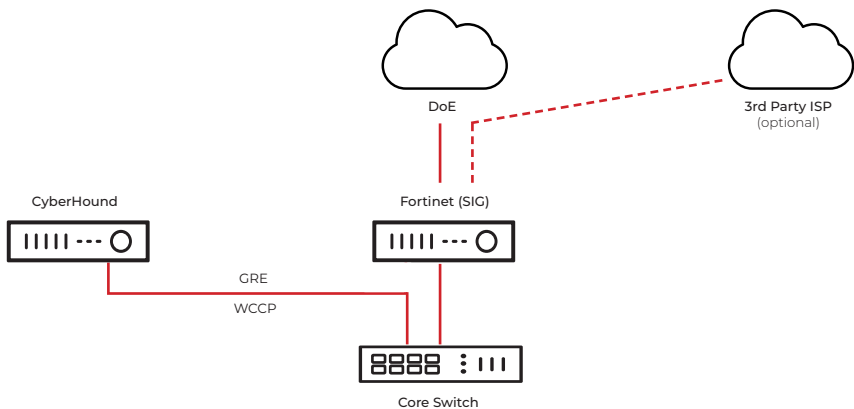 DoE
3rd Party ISP
(optional)
CyberHound
Fortinet (SIG)
GRE
WCCP
Core Switch